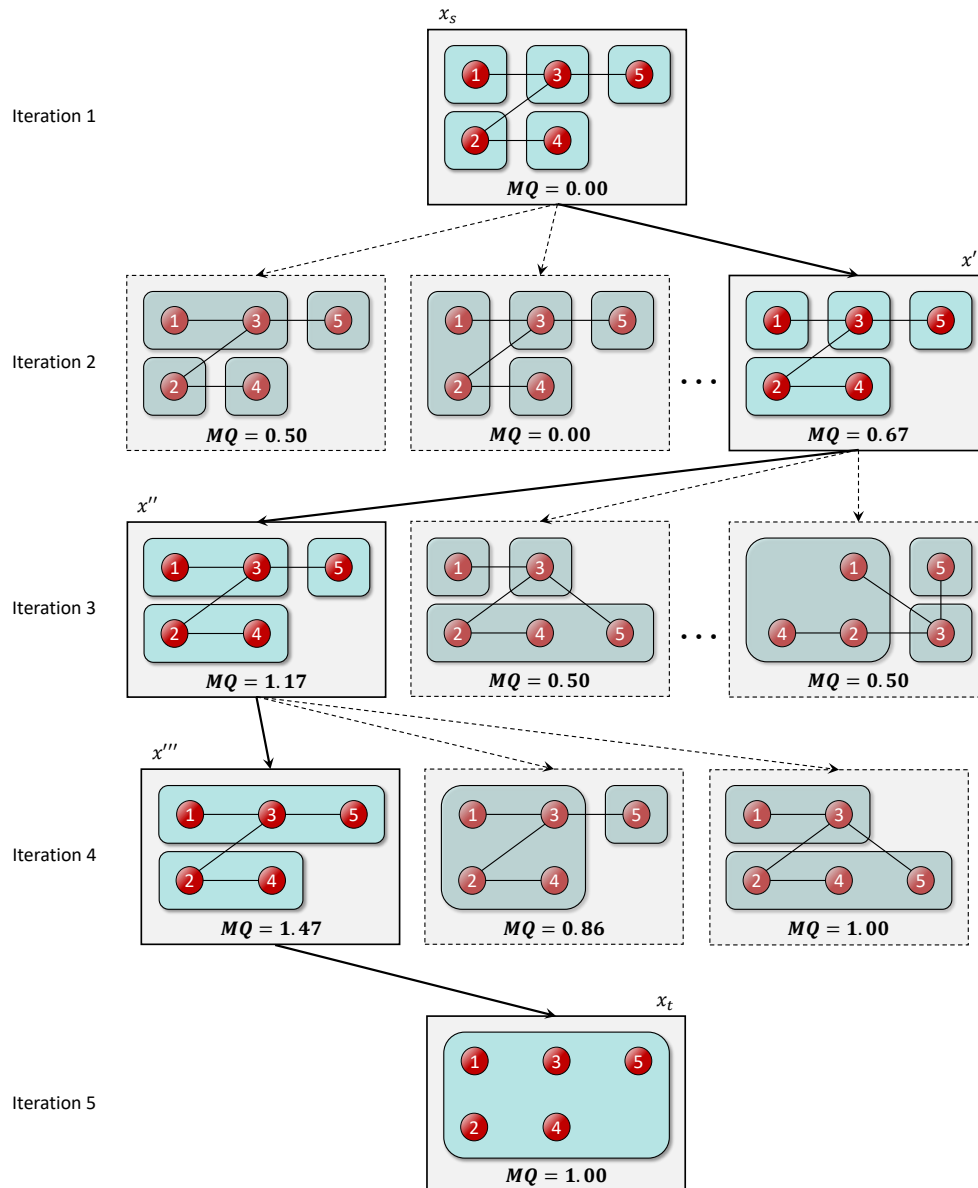 x_s
Iteration 1
1 3 5
2 4
MQ = 0.00
x'
Iteration 2
1 3 5 1 3 5 1 3 5
2 4 2 4 ... 2 4
MQ = 0.50 MQ = 0.00 MQ = 0.67
x''
Iteration 3
1 3 5 1 3 1 5
2 4 2 4 5 ... 4 2 3
MQ = 1.17 MQ = 0.50 MQ = 0.50
x'''
Iteration 4
1 3 5 1 3 5 1 3
2 4 2 4 2 4 5
MQ = 1.47 MQ = 0.86 MQ = 1.00
x_t
Iteration 5
1 3 5
2 4
MQ = 1.00